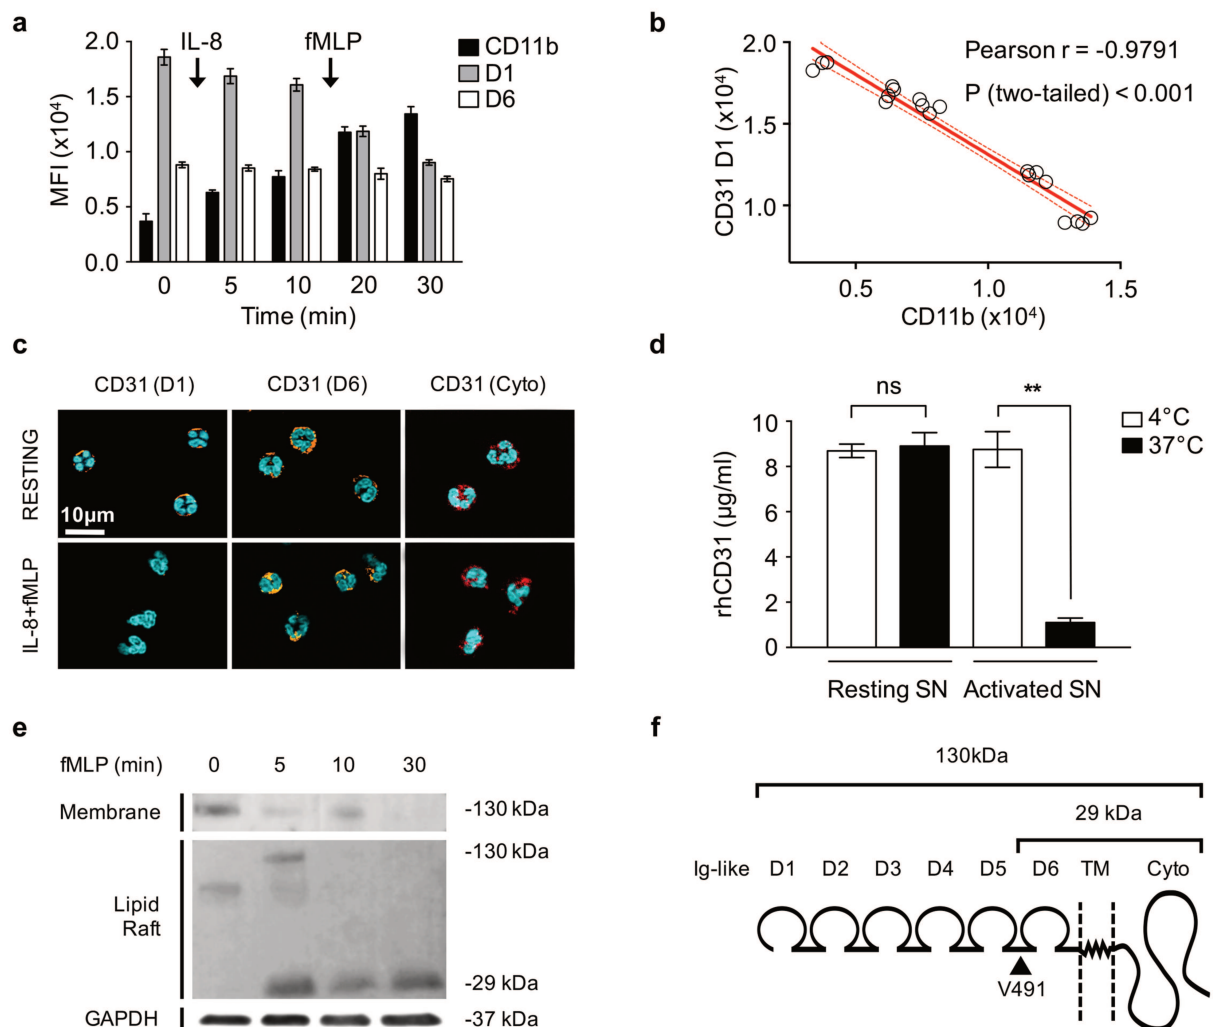 a
IL-8
fMLP
CD11b
D1
D6
2.0
1.5
1.0
0.5
0.0
MFI (x10⁴)
0 5 10 20 30
Time (min)
b
Pearson r = -0.9791
P (two-tailed) < 0.001
2.0
1.5
1.0
CD31 D1 (x10⁴)
0.5 1.0 1.5
CD11b (x10⁴)
c
CD31 (D1) CD31 (D6) CD31 (Cyto)
RESTING
10µm
IL-8+fMLP
d
ns
**
4°C
37°C
10
8
6
4
2
0
rhCD31 (µg/ml)
Resting SN Activated SN
e
fMLP (min) 0 5 10 30
Membrane
-130 kDa
-130 kDa
Lipid
Raft
-29 kDa
GAPDH
-37 kDa
f
130kDa
29 kDa
Ig-like D1 D2 D3 D4 D5 D6 TM Cyto
V491